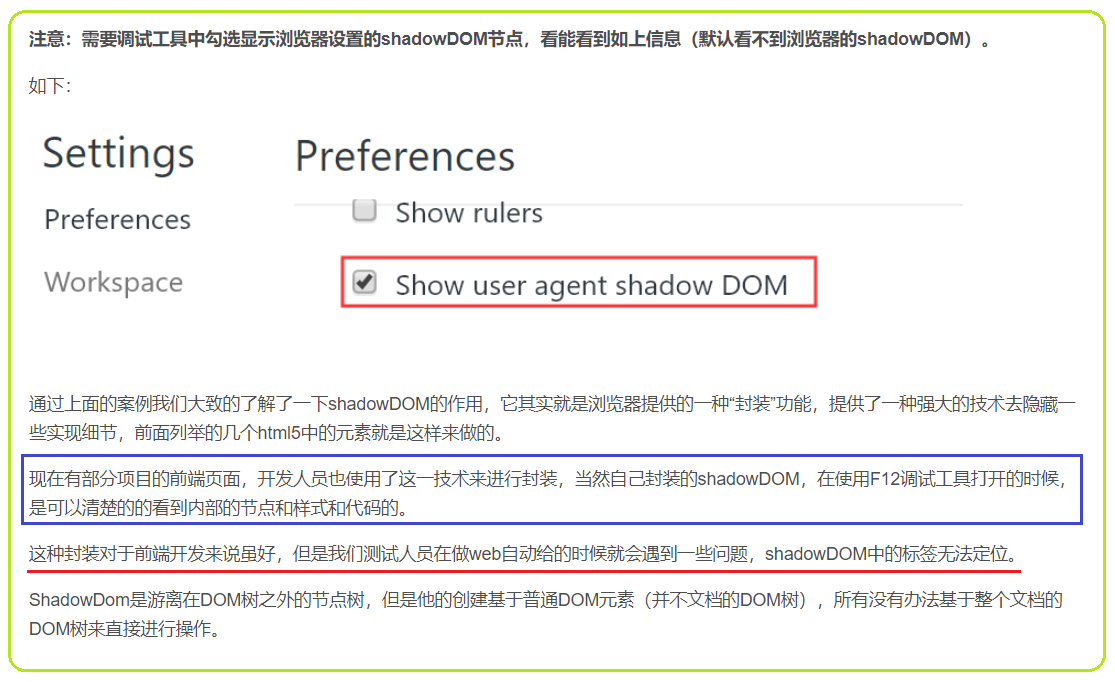 注意：需要调试工具中勾选显示浏览器设置的shadowDOM节点，看能看到如上信息（默认看不到浏览器的shadowDOM）。
如下：
Settings
Preferences
Preferences
Show rulers
Workspace
Show user agent shadow DOM
通过上面的案例我们大致的了解了一下shadowDOM的作用，它其实就是浏览器提供的一种“封装”功能，提供了一种强大的技术去隐藏一
些实现细节，前面列举的几个html5中的元素就是这样来做的。
现在有部分项目的前端页面，开发人员也使用了这一技术来进行封装，当然自己封装的shadowDOM，在使用F12调试工具打开的时候，
是可以清楚的的看到内部的节点和样式和代码的。
这种封装对于前端开发来说虽好，但是我们测试人员在做web自动给的时候就会遇到一些问题，shadowDOM中的标签无法定位。
ShadowDom是游离在DOM树之外的节点树，但是他的创建基于普通DOM元素（并不文档的DOM树），所有没有办法基于整个文档的
DOM树来直接进行操作。